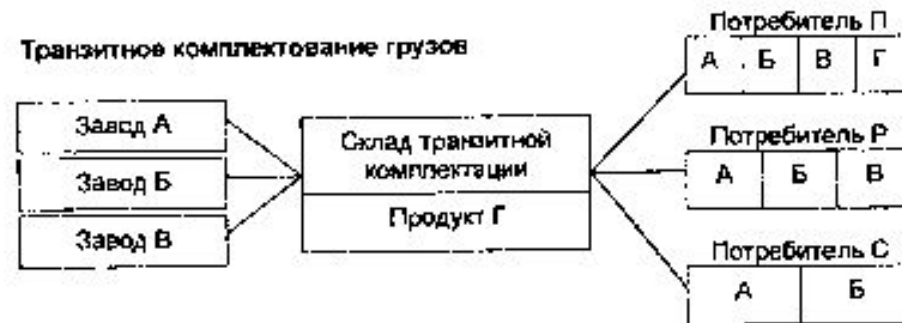 Транзитное комплектование грузов
Завод А
Завод Б
Завод В
Склад транзитной
комплектации
Продукт Г
Потребитель П
А Б В Г
Потребитель Р
А Б В
Потребитель С
А Б